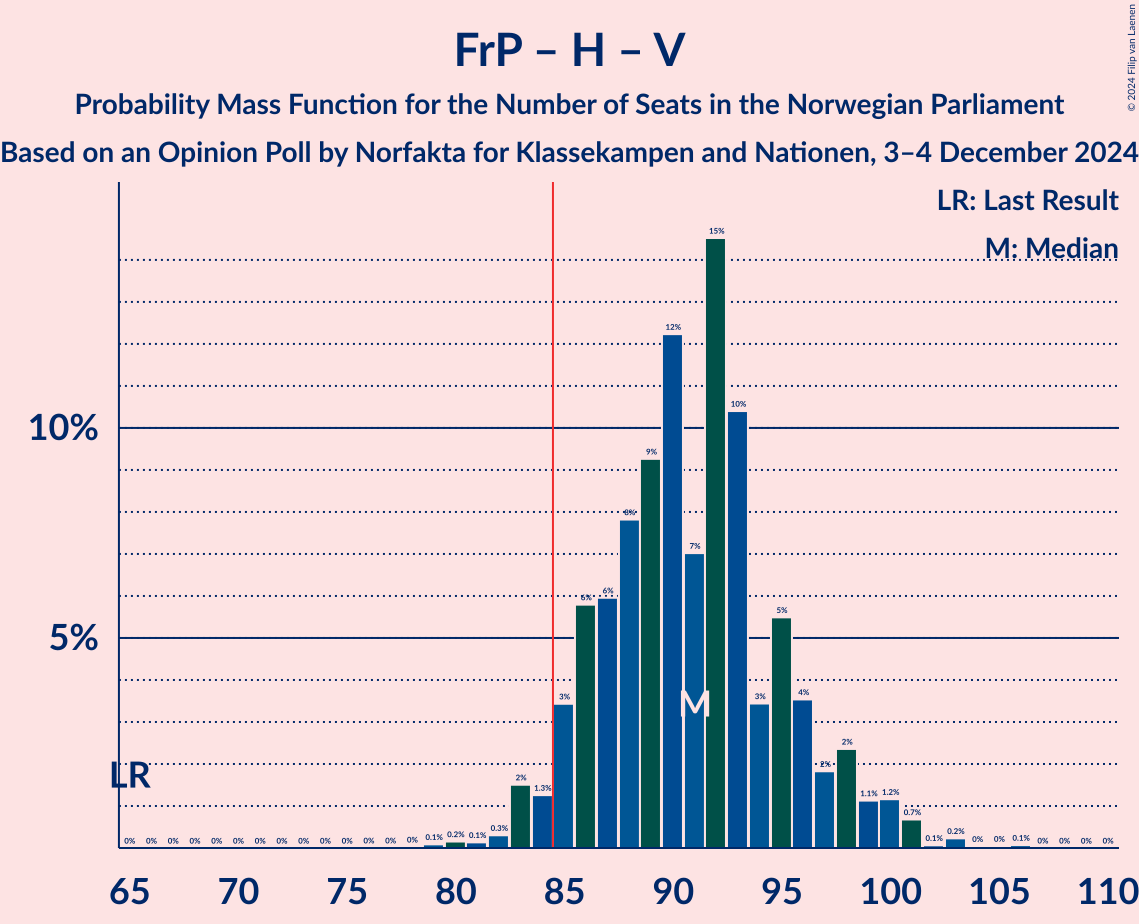 FrP – H – V
Probability Mass Function for the Number of Seats in the Norwegian Parliament
Based on an Opinion Poll by Norfakta for Klassekampen and Nationen, 3–4 December 2024
© 2024 Filip van Laenen
LR: Last Result
M: Median
10%
5%
LR
M
0% 0% 0% 0% 0% 0% 0% 0% 0% 0% 0% 0% 0% 0% 0.1% 0.2% 0.1% 0.3% 2% 1.3% 3% 6% 6% 8% 9% 12% 7% 15% 10% 3% 5% 4% 2% 2% 1.1% 1.2% 0.7% 0.1% 0.2% 0% 0% 0.1% 0% 0% 0% 0%
65 70 75 80 85 90 95 100 105 110